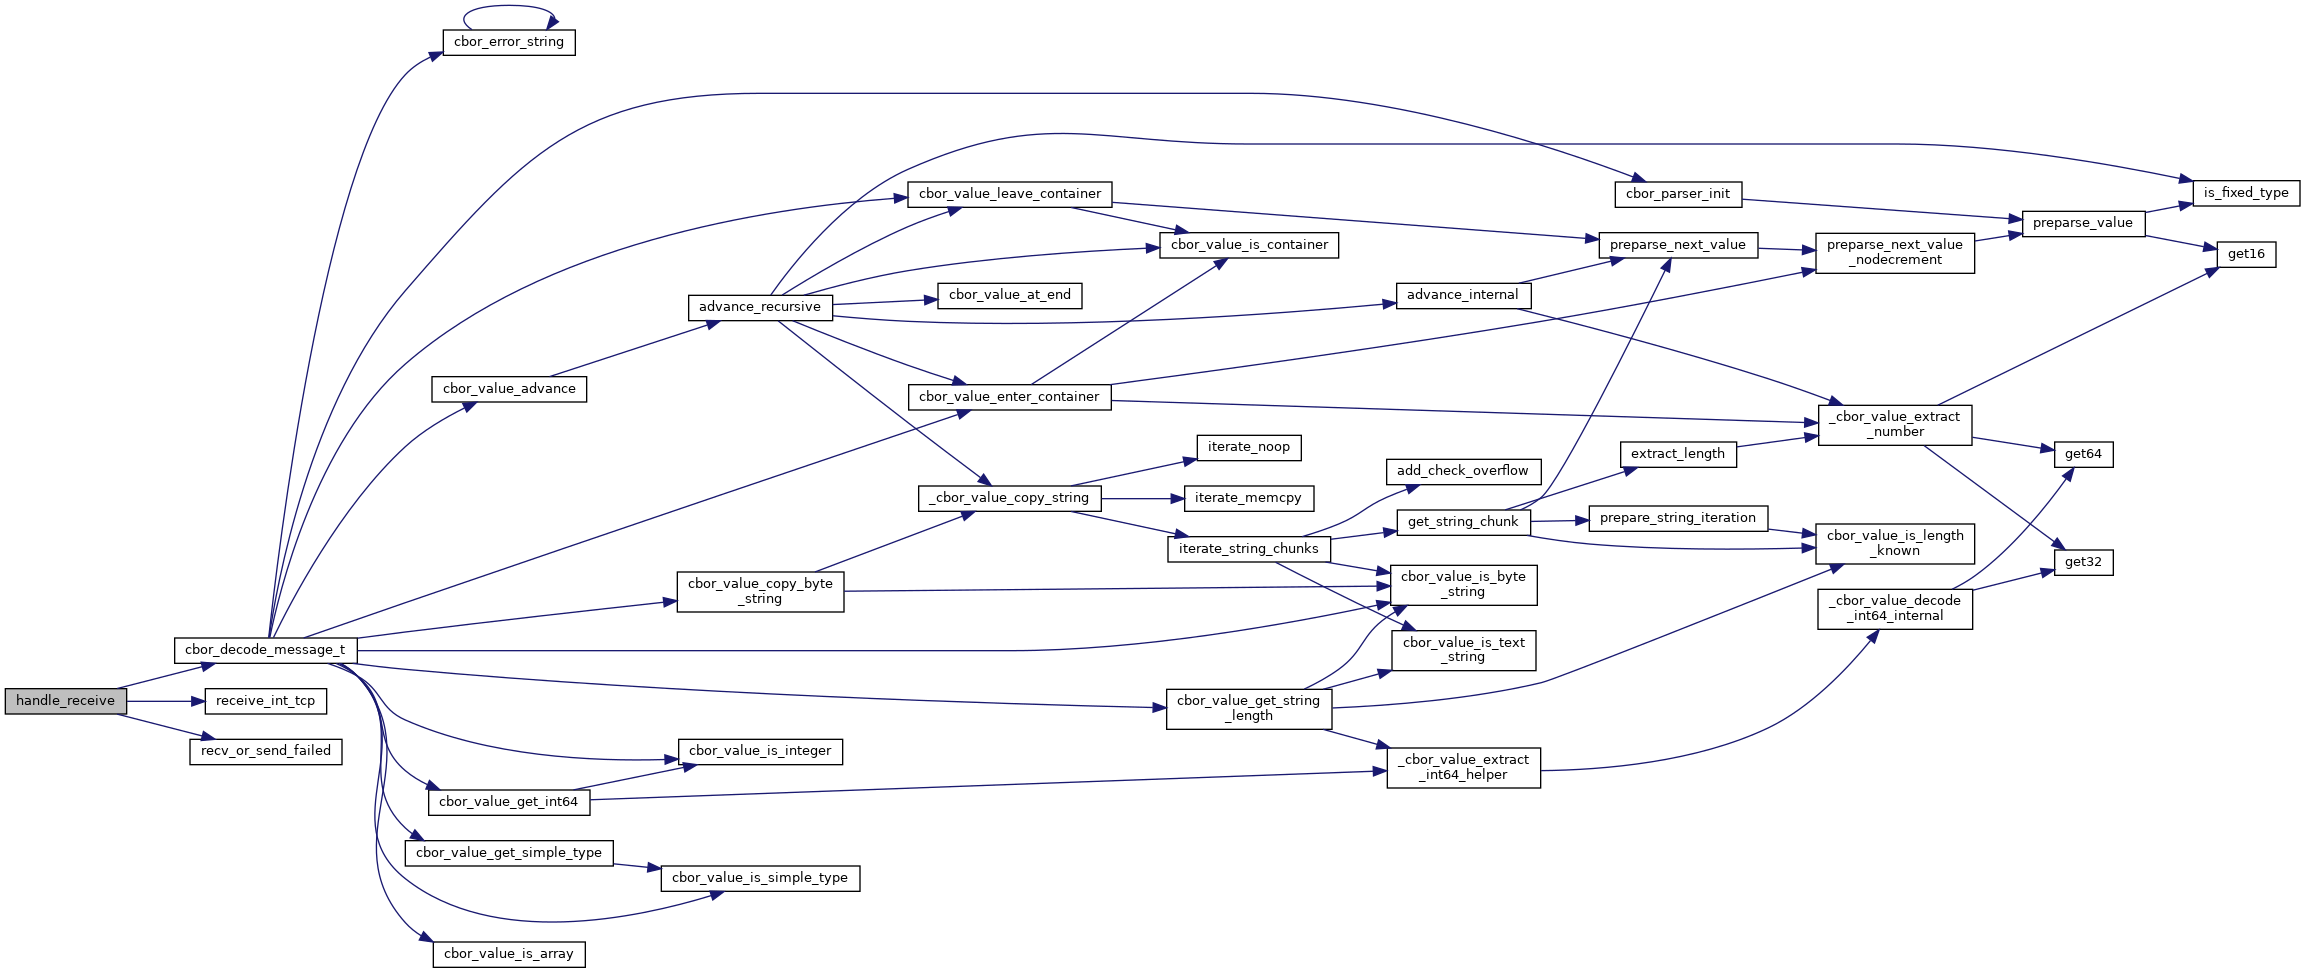 cbor_error_string
cbor_value_leave_container
cbor_parser_init
is_fixed_type
preparse_value
cbor_value_is_container
preparse_next_value
preparse_next_value
_nodecrement
get16
cbor_value_at_end
advance_recursive
advance_internal
cbor_value_advance
cbor_value_enter_container
_cbor_value_extract
_number
iterate_noop
extract_length
get64
add_check_overflow
_cbor_value_copy_string
iterate_memcpy
get_string_chunk
prepare_string_iteration
iterate_string_chunks
cbor_value_is_length
_known
get32
cbor_value_copy_byte
_string
cbor_value_is_byte
_string
_cbor_value_decode
_int64_internal
cbor_decode_message_t
cbor_value_is_text
_string
handle_receive
receive_int_tcp
cbor_value_get_string
_length
recv_or_send_failed
cbor_value_is_integer
_cbor_value_extract
_int64_helper
cbor_value_get_int64
cbor_value_get_simple_type
cbor_value_is_simple_type
cbor_value_is_array